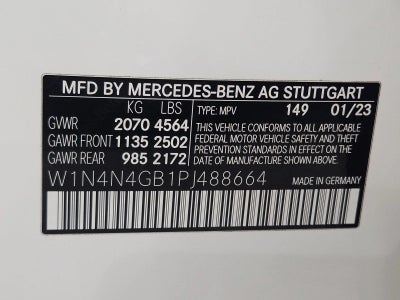 MFD BY MERCEDES-BENZ AG STUTTGART
KG LBS TYPE: MPV 149 01/23
GVWR 2070 4564 THIS VEHICLE CONFORMS TO ALL APPLICABLE
GAWR FRONT 1135 2502 FEDERAL MOTOR VEHICLE SAFETY AND THEFT
GAWR REAR 985 2172 PREVENTION STANDARDS IN EFFECT ON THE DATE OF MANUFACTURE SHOWN ABOVE.
W1N4N4GB1PJ488664 MADE IN GERMANY